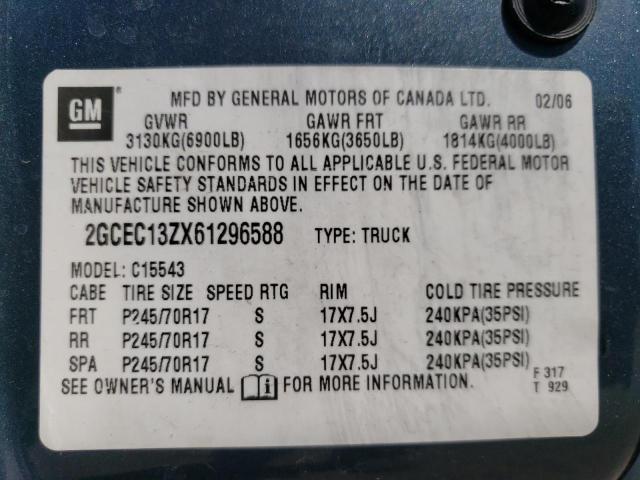 GM
MFD BY GENERAL MOTORS OF CANADA LTD. 02/06
GVWR GAWR FRT GAWR RR
3130KG(6900LB) 1656KG(3650LB) 1814KG(4000LB)
THIS VEHICLE CONFORMS TO ALL APPLICABLE U.S. FEDERAL MOTOR
VEHICLE SAFETY STANDARDS IN EFFECT ON THE DATE OF
MANUFACTURE SHOWN ABOVE.
2GCEC13ZX61296588 TYPE: TRUCK
MODEL: C15543
CABE TIRE SIZE SPEED RTG RIM COLD TIRE PRESSURE
FRT P245/70R17 S 17X7.5J 240KPA(35PSI)
RR P245/70R17 S 17X7.5J 240KPA(35PSI)
SPA P245/70R17 S 17X7.5J 240KPA(35PSI)
SEE OWNER'S MANUAL FOR MORE INFORMATION.
F 317
T 929